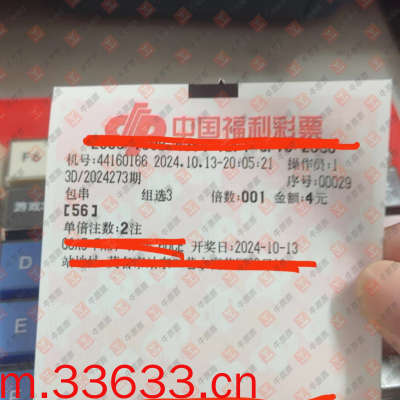 中国福利彩票
机号:44160166 2024.10.13-20:05:21 操作员:1
3D/2024273期 序号:00029
包串 组选3 倍数:001 金额:4元
[56]
单倍注数:2注
开奖日:2024-10-13
F6
游戏
D
E
m.33633.cn